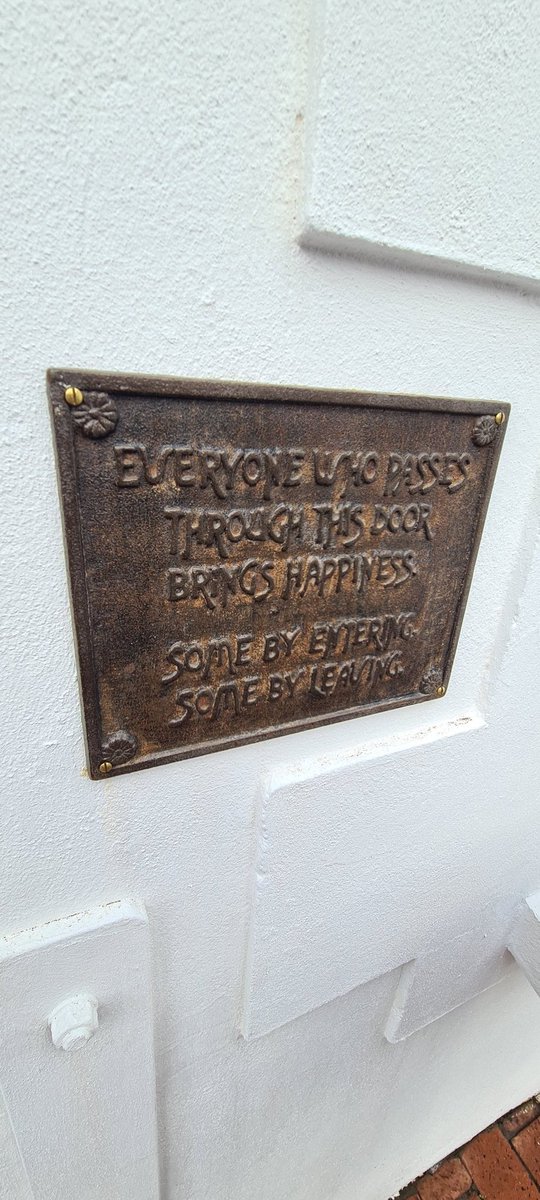 EVERYONE WHO PASSES
THROUGH THIS DOOR
BRINGS HAPPINESS.
SOME BY ENTERING.
SOME BY LEAVING.